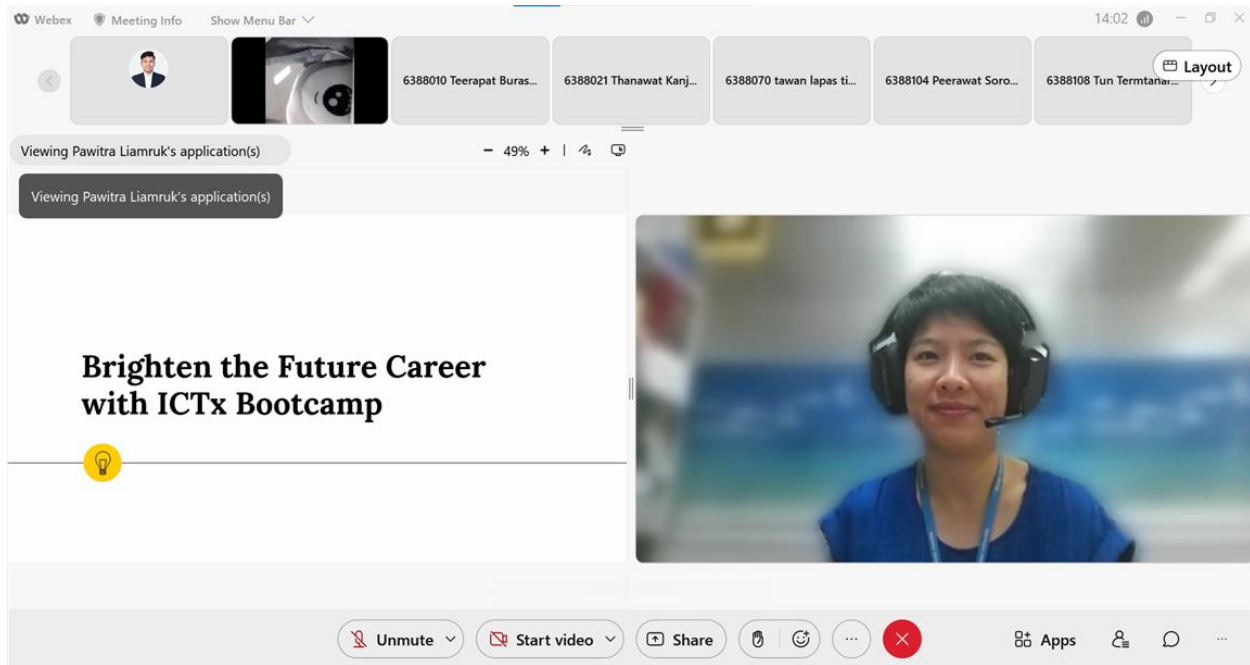 Webex Meeting Info Show Menu Bar 14:02
6388010 Teerapat Buras... 6388021 Thanawat Kanj... 6388070 tawan lapas ti... 6388104 Peerawat Soro... 6388108 Tun Termtanar... Layout
Viewing Pawitra Liamruk's application(s) - 49% +
Viewing Pawitra Liamruk's application(s)
Brighten the Future Career
with ICTx Bootcamp
Unmute Start video Share ... Apps ...